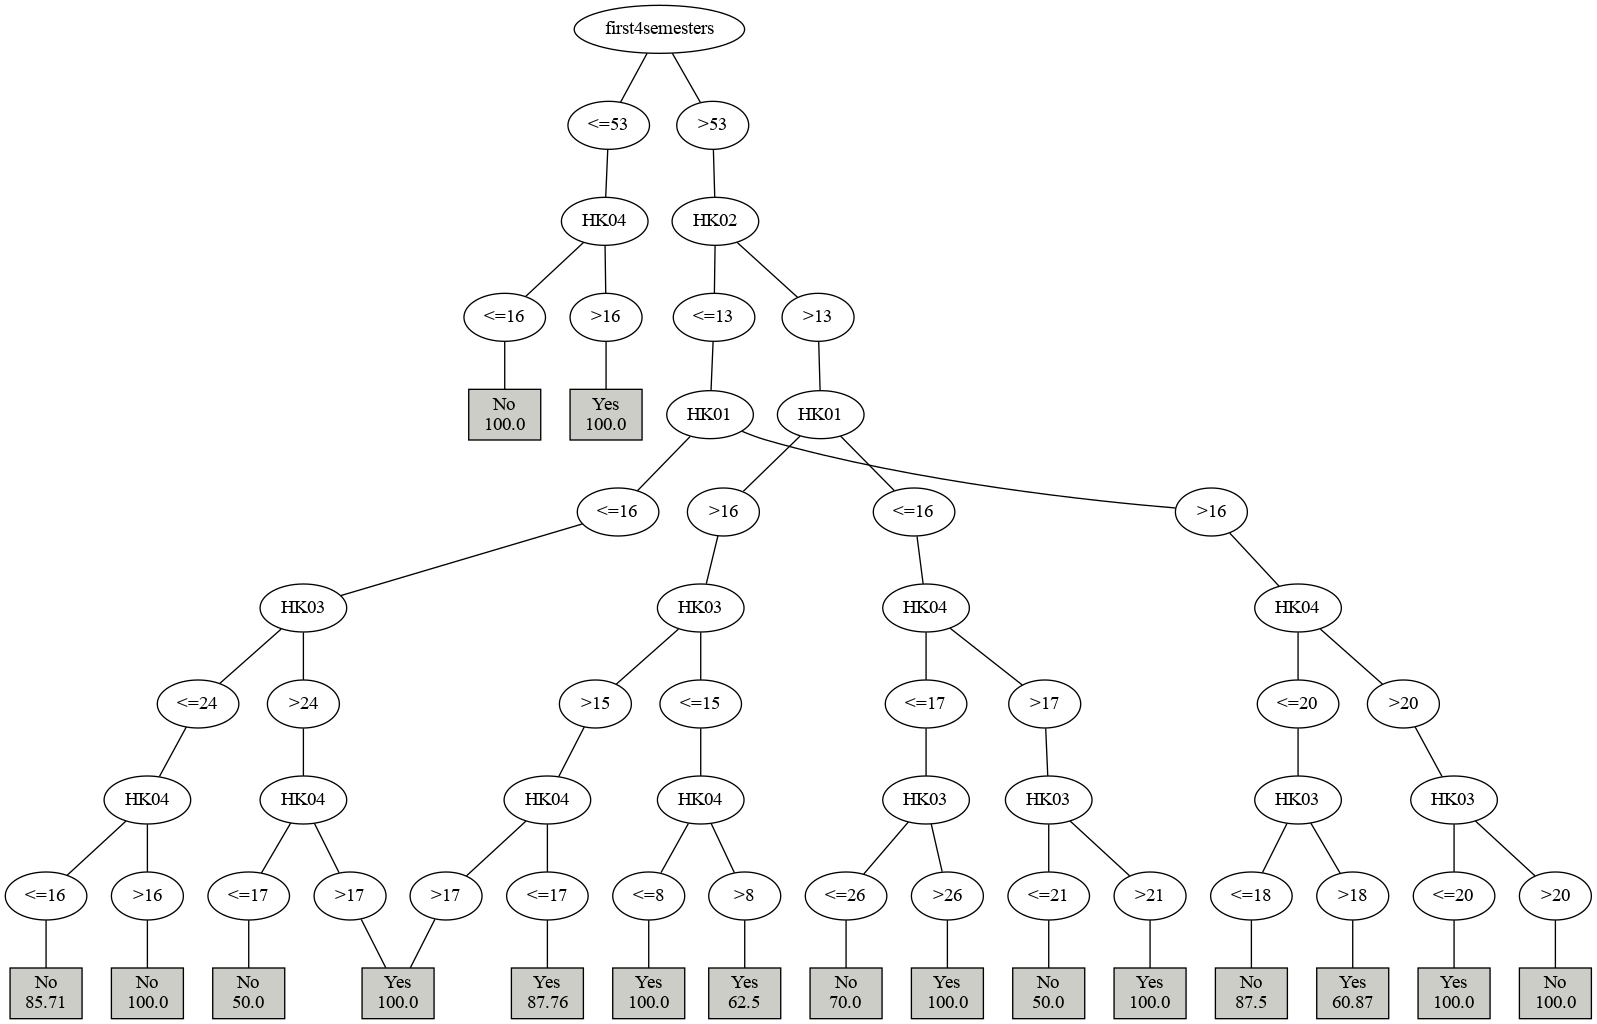 first4semesters
<=53
>53
HK04
HK02
<=16
>16
<=13
>13
No
100.0
Yes
100.0
HK01
HK01
<=16
>16
<=16
>16
HK03
HK03
HK04
HK04
<=24
>24
>15
<=15
<=17
>17
<=20
>20
HK04
HK04
HK04
HK04
HK03
HK03
HK03
HK03
<=16
>16
<=17
>17
>17
<=17
<=8
>8
<=26
>26
<=21
>21
<=18
>18
<=20
>20
No
85.71
No
100.0
No
50.0
Yes
100.0
Yes
87.76
Yes
100.0
Yes
62.5
No
70.0
Yes
100.0
No
50.0
Yes
100.0
No
87.5
Yes
60.87
Yes
100.0
No
100.0